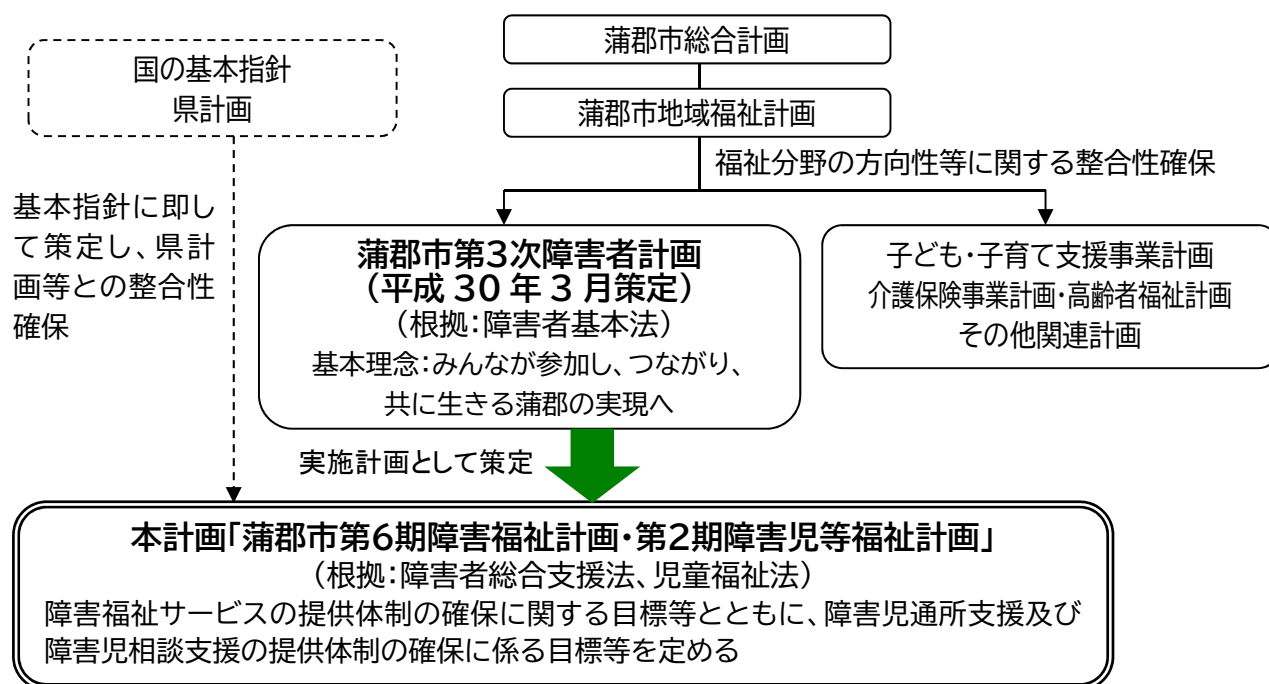 蒲郡市総合計画
国の基本指針
県計画
蒲郡市地域福祉計画
福祉分野の方向性等に関する整合性確保
基本指針に即し
て策定し、県計
画等との整合性
確保
蒲郡市第3次障害者計画
（平成 30 年 3 月策定）
（根拠：障害者基本法）
基本理念：みんなが参加し、つながり、
共に生きる蒲郡の実現へ
子ども・子育て支援事業計画
介護保険事業計画・高齢者福祉計画
その他関連計画
実施計画として策定
本計画「蒲郡市第6期障害福祉計画・第2期障害児等福祉計画」
（根拠：障害者総合支援法、児童福祉法）
障害福祉サービスの提供体制の確保に関する目標等とともに、障害児通所支援及び
障害児相談支援の提供体制の確保に係る目標等を定める